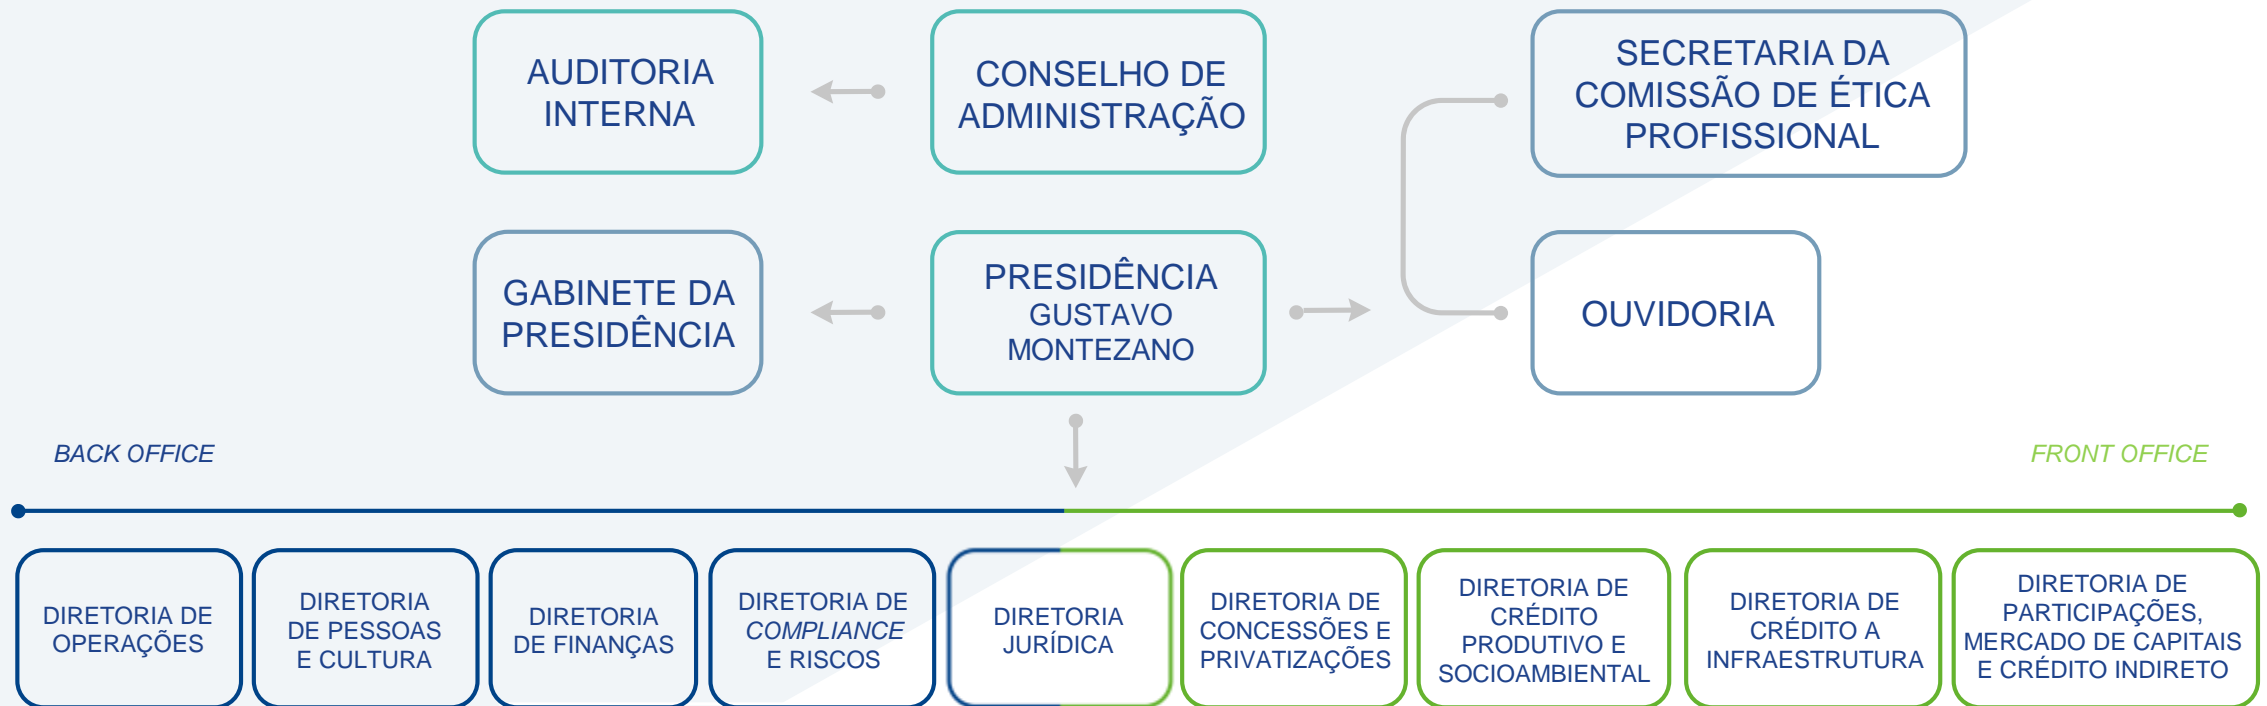 AUDITORIA
INTERNA
CONSELHO DE
ADMINISTRAÇÃO
SECRETARIA DA
COMISSÃO DE ÉTICA
PROFISSIONAL
GABINETE DA
PRESIDÊNCIA
PRESIDÊNCIA
GUSTAVO
MONTEZANO
OUVIDORIA
BACK OFFICE
FRONT OFFICE
DIRETORIA DE
OPERAÇÕES
DIRETORIA
DE PESSOAS
E CULTURA
DIRETORIA
DE FINANÇAS
DIRETORIA DE
COMPLIANCE
E RISCOS
DIRETORIA
JURÍDICA
DIRETORIA DE
CONCESSÕES E
PRIVATIZAÇÕES
DIRETORIA DE
CRÉDITO
PRODUTIVO E
SOCIOAMBIENTAL
DIRETORIA DE
CRÉDITO A
INFRAESTRUTURA
DIRETORIA DE
PARTICIPAÇÕES,
MERCADO DE CAPITAIS
E CRÉDITO INDIRETO